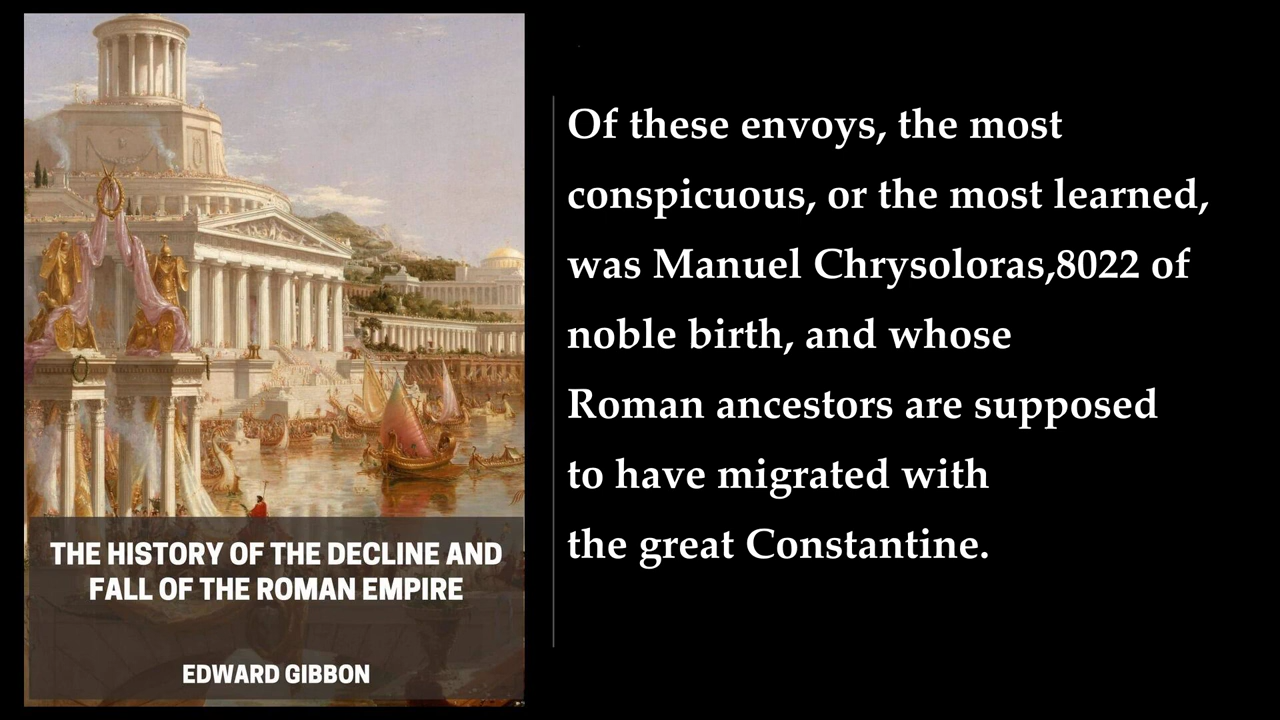 THE HISTORY OF THE DECLINE AND
FALL OF THE ROMAN EMPIRE
EDWARD GIBBON
Of these envoys, the most
conspicuous, or the most learned,
was Manuel Chrysoloras,8022 of
noble birth, and whose
Roman ancestors are supposed
to have migrated with
the great Constantine.